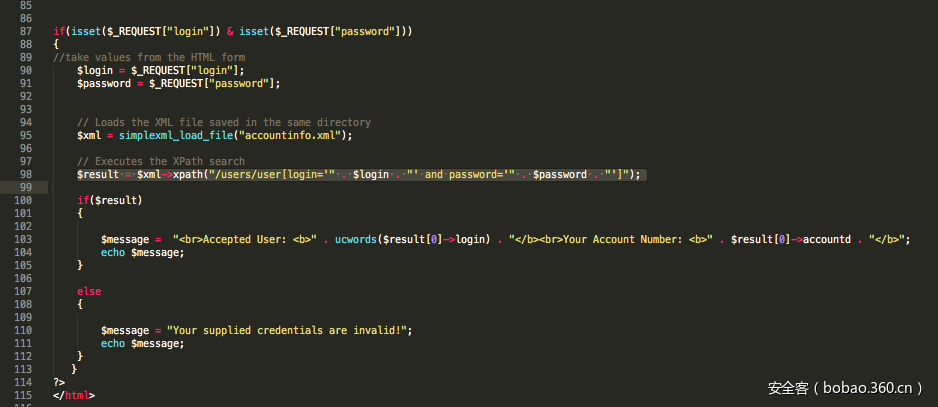 85
86
87 if(isset($_REQUEST["login"]) & isset($_REQUEST["password"]))
88 {
89 //take values from the HTML form
90 $login = $_REQUEST["login"];
91 $password = $_REQUEST["password"];
92
93
94 // Loads the XML file saved in the same directory
95 $xml = simplexml_load_file("accountinfo.xml");
96
97 // Executes the XPath search
98 $result = $xml->xpath("/users/user[login='" . $login . "' and password='" . $password . "']");
99
100 if($result)
101 {
102
103 $message =  "<br>Accepted User: <b>" . ucwords($result[0]->login) . "</b><br>Your Account Number: <b>" . $result[0]->accountd . "</b>";
104 echo $message;
105 }
106
107 else
108 {
109
110 $message = "Your supplied credentials are invalid!";
111 echo $message;
112 }
113 }
114 ?>
115 </html>
安全客（bobao.360.cn）